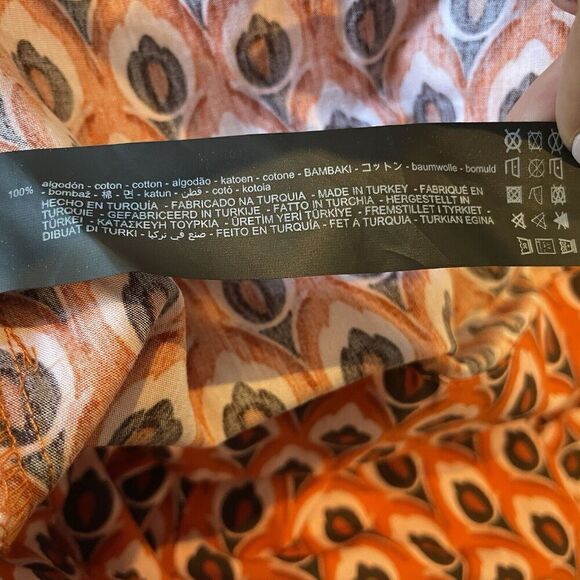 100% algodón - coton - cotton - algodão - katoen - cotone - BAMBAKI - コットン - baumwolle - bomuld
- bombaž - 棉 - 면 - katun - قطن - cotó - kotoia
HECHO EN TURQUÍA - FABRICADO NA TURQUIA - MADE IN TURKEY - FABRIQUÉ EN
TURQUIE - GEFABRICEERD IN TURKIJE - FATTO IN TURCHIA - HERGESTELLT IN
TÜRKEI - ΚΑΤΑΣΚΕΥΗ ΤΟΥΡΚΙΑ - ÜRETİM YERİ TÜRKİYE - FREMSTILLET I TYRKIET -
DIBUAT DI TURKI - صنع في تركيا - FEITO EN TURQUÍA - FET A TURQUIA - TURKIAN EGINA